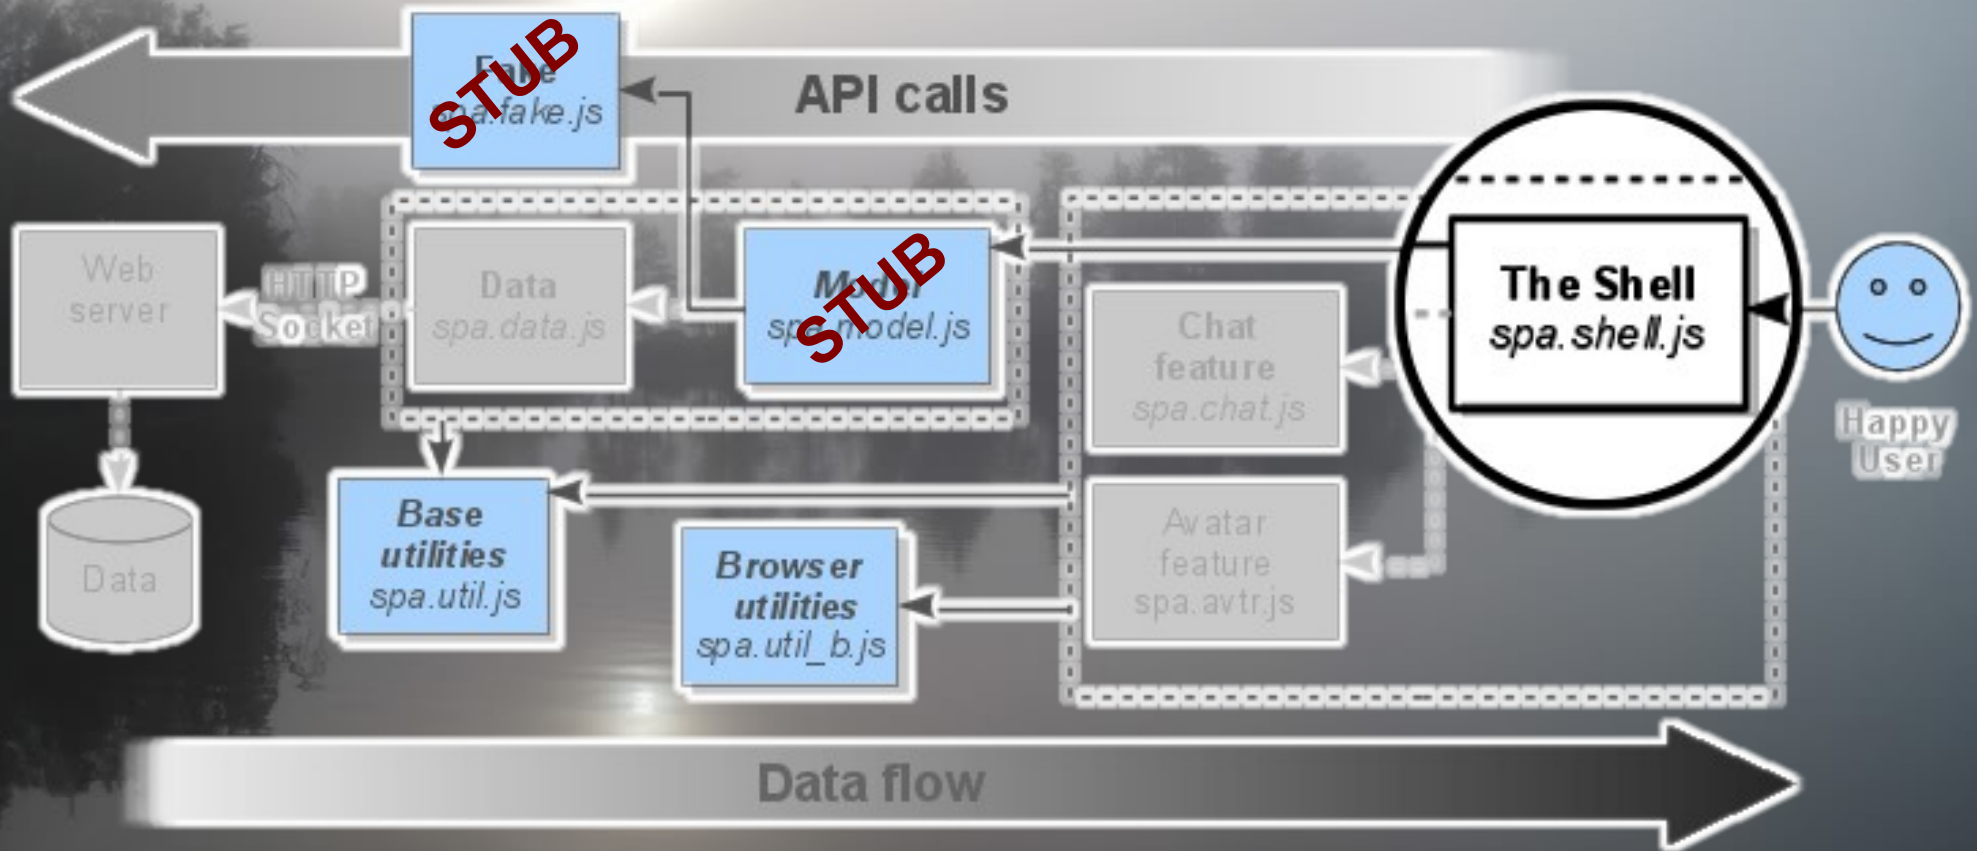 STUB
Fake
spa.fake.js
API calls
Web
server
HTTP
Socket
Data
spa.data.js
STUB
Model
spa.model.js
The Shell
spa.shell.js
Chat
feature
spa.chat.js
Happy
User
Data
Base
utilities
spa.util.js
Browser
utilities
spa.util_b.js
Avatar
feature
spa.avtr.js
Data flow